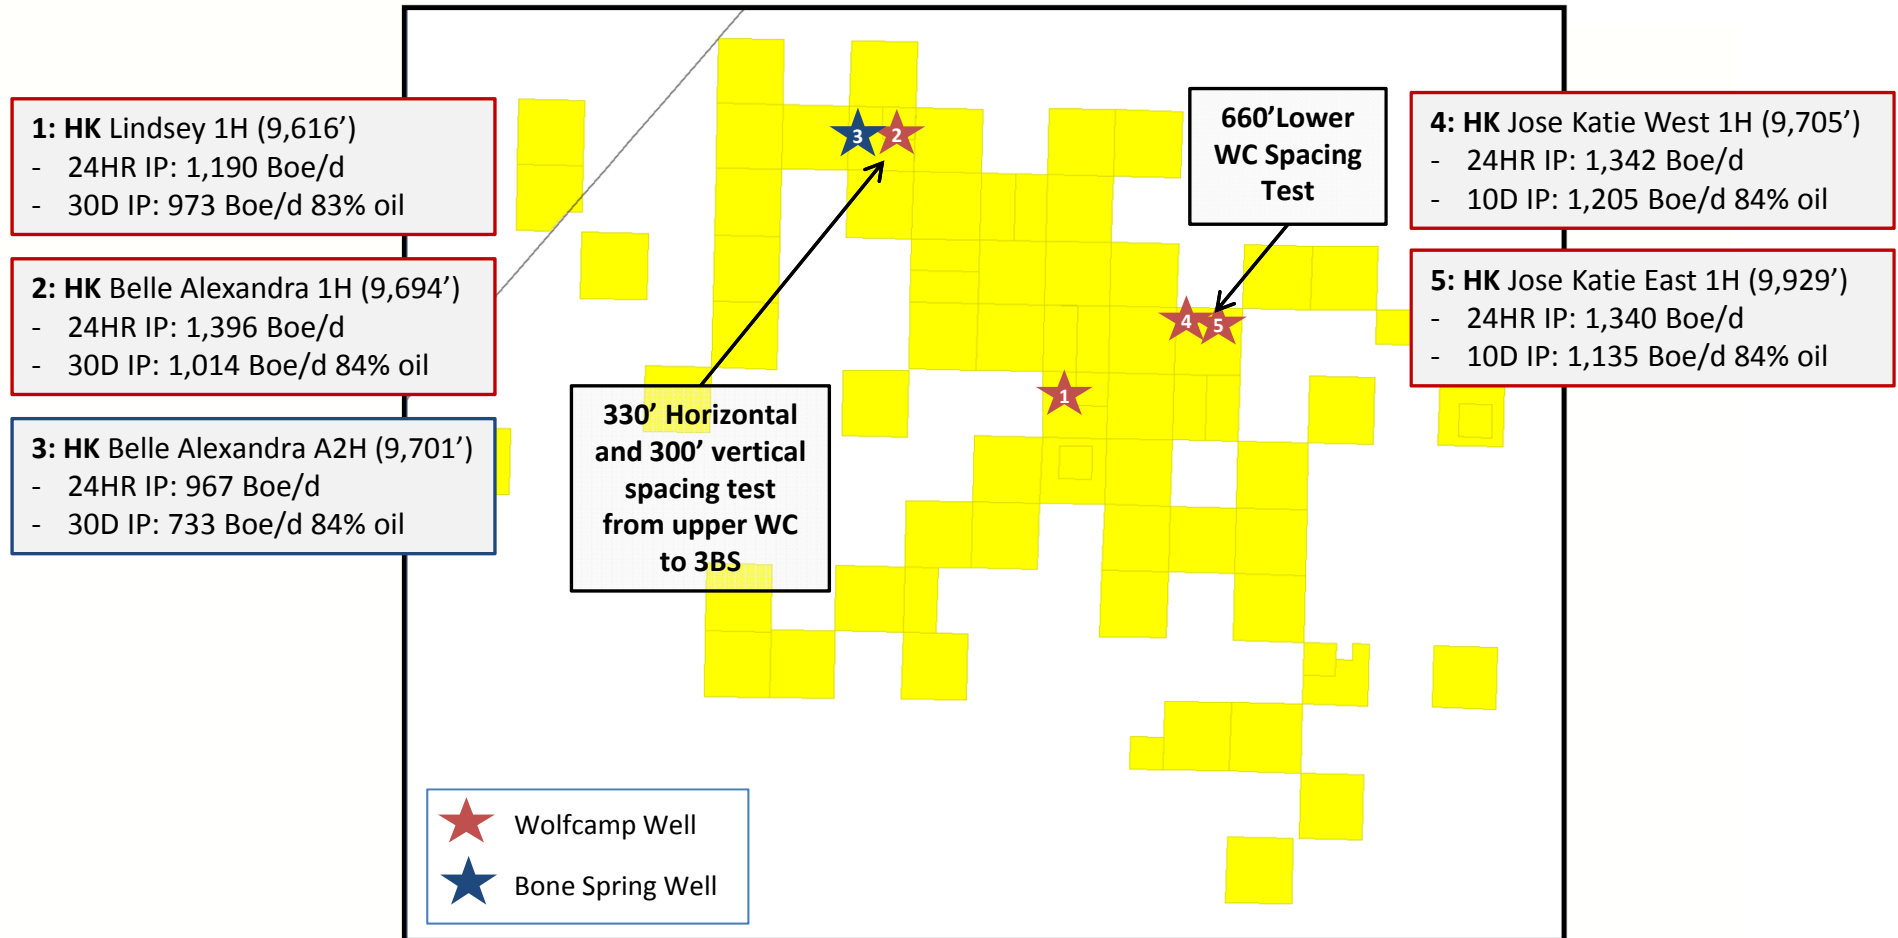 1: HK Lindsey 1H (9,616’)
- 24HR IP: 1,190 Boe/d
- 30D IP: 973 Boe/d 83% oil
2: HK Belle Alexandra 1H (9,694’)
- 24HR IP: 1,396 Boe/d
- 30D IP: 1,014 Boe/d 84% oil
3: HK Belle Alexandra A2H (9,701’)
- 24HR IP: 967 Boe/d
- 30D IP: 733 Boe/d 84% oil
3
2
660’Lower
WC Spacing
Test
4
5
1
330’ Horizontal
and 300’ vertical
spacing test
from upper WC
to 3BS
4: HK Jose Katie West 1H (9,705’)
- 24HR IP: 1,342 Boe/d
- 10D IP: 1,205 Boe/d 84% oil
5: HK Jose Katie East 1H (9,929’)
- 24HR IP: 1,340 Boe/d
- 10D IP: 1,135 Boe/d 84% oil
Wolfcamp Well
Bone Spring Well